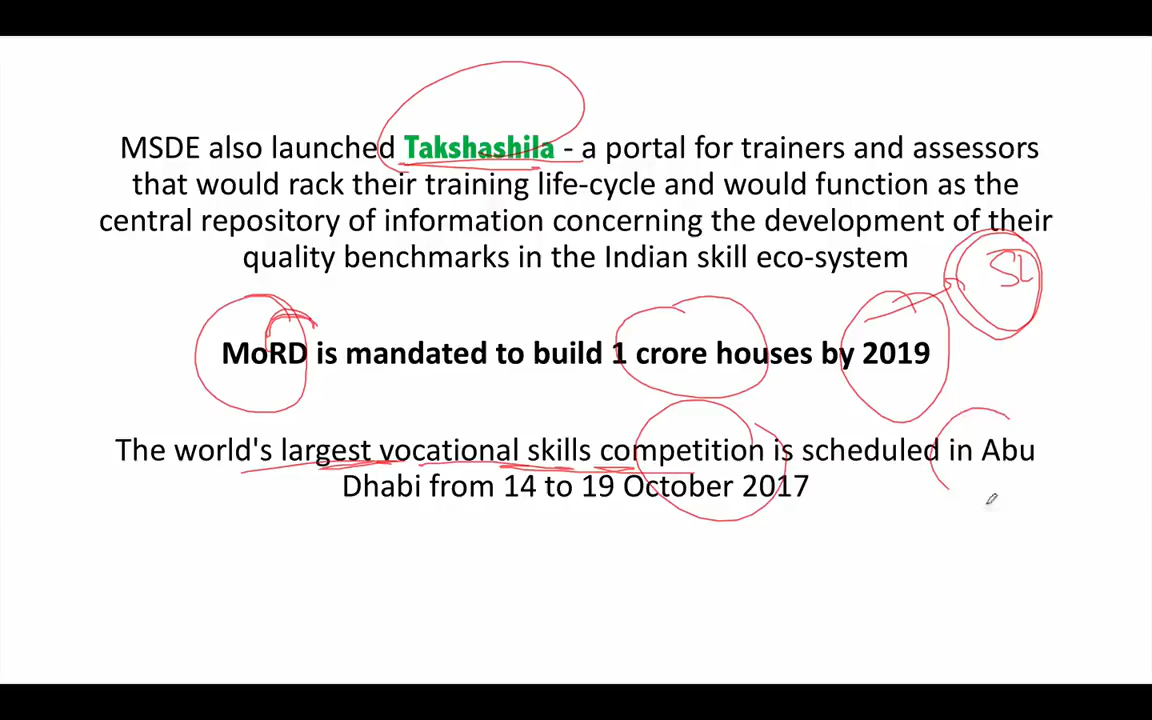 MSDE also launched Takshashila - a portal for trainers and assessors
that would rack their training life-cycle and would function as the
central repository of information concerning the development of their
quality benchmarks in the Indian skill eco-system
SL
MoRD is mandated to build 1 crore houses by 2019
The world's largest vocational skills competition is scheduled in Abu
Dhabi from 14 to 19 October 2017